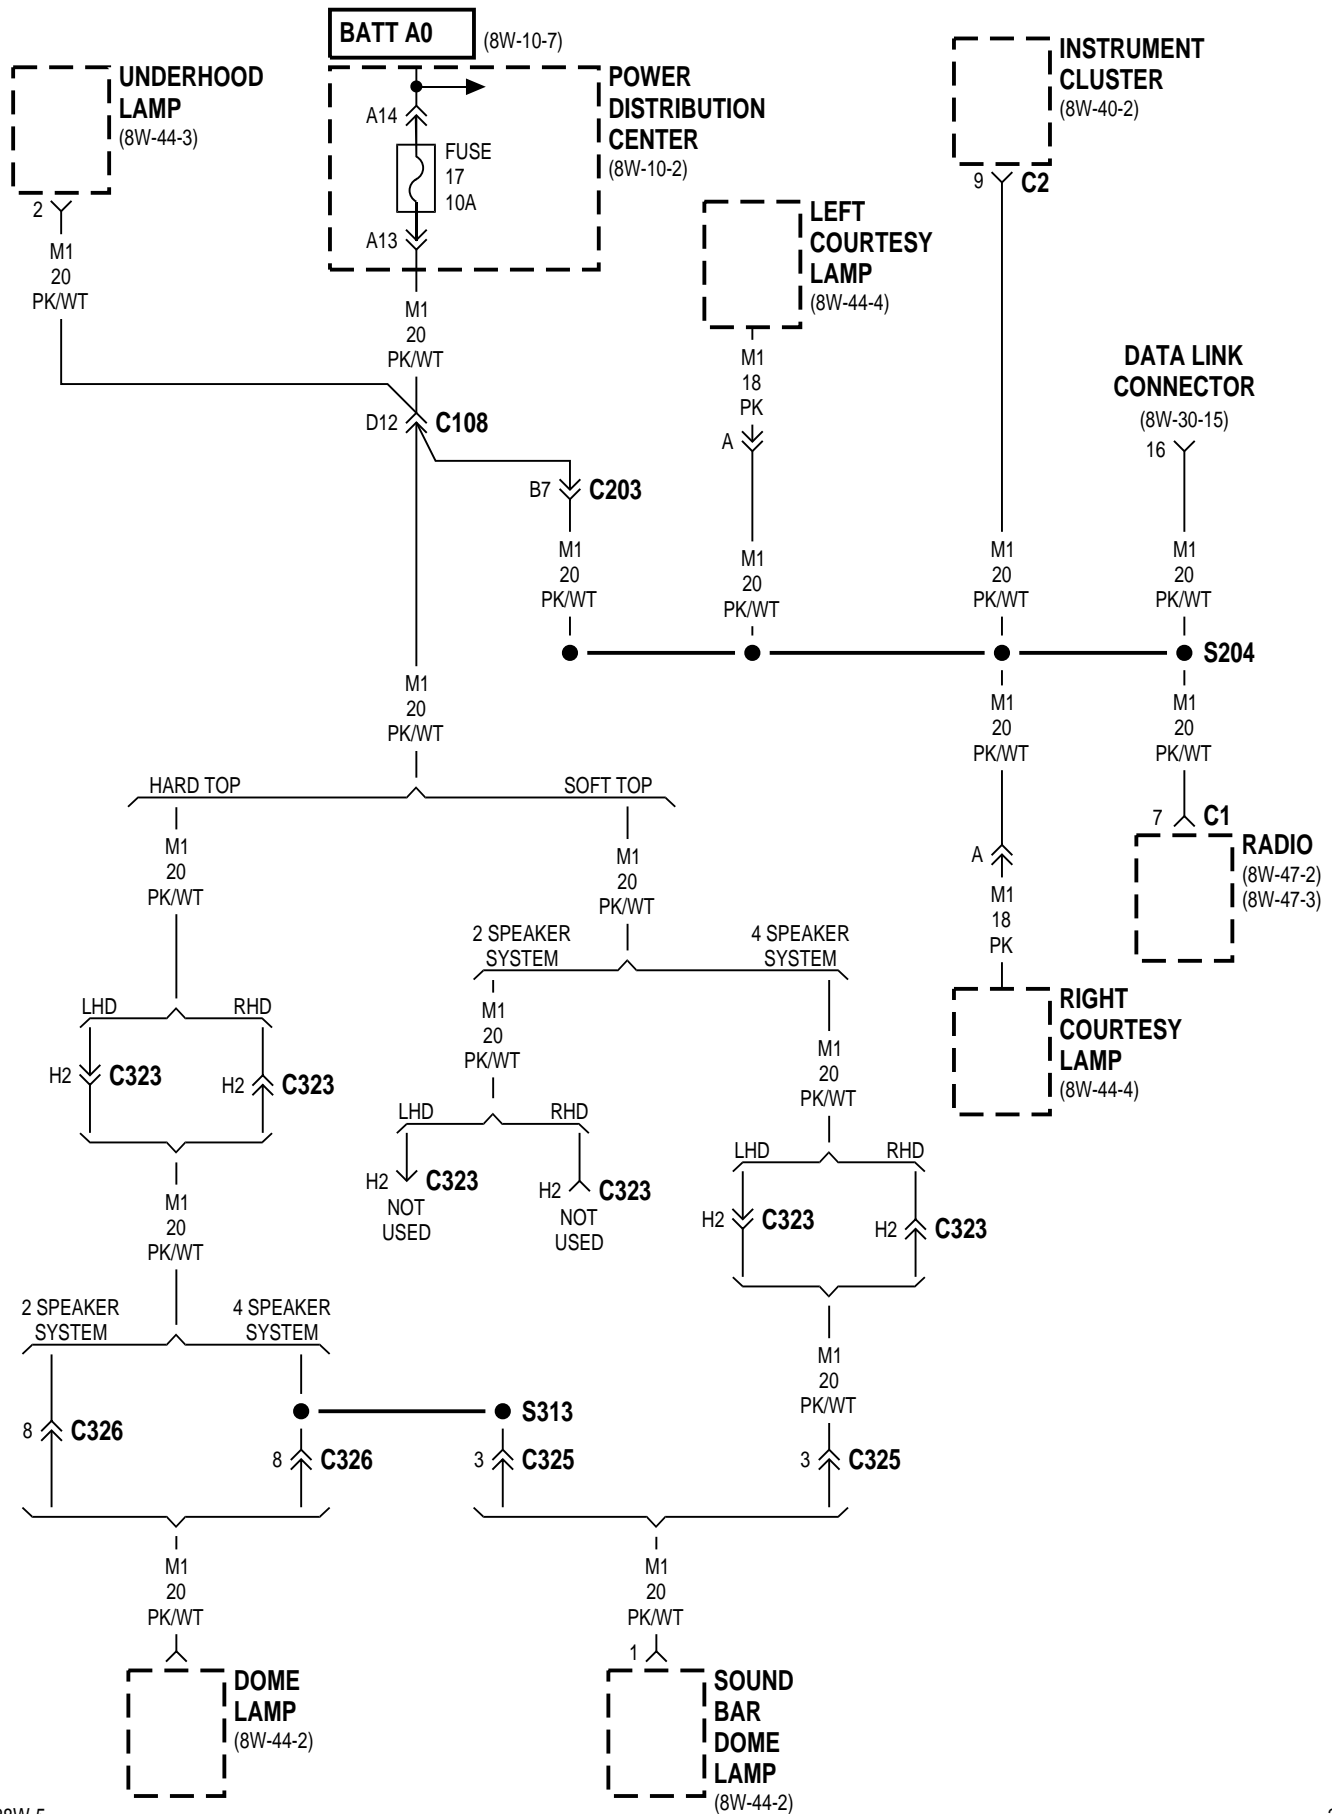 BATT A0
(8W-10-7)
UNDERHOOD
LAMP
(8W-44-3)
2
M1
20
PK/WT
POWER
DISTRIBUTION
CENTER
(8W-10-2)
A14
FUSE
17
10A
A13
M1
20
PK/WT
INSTRUMENT
CLUSTER
(8W-40-2)
9 C2
LEFT
COURTESY
LAMP
(8W-44-4)
M1
18
PK
A
DATA LINK
CONNECTOR
(8W-30-15)
16
D12 C108
B7 C203
M1
20
PK/WT
M1
20
PK/WT
M1
20
PK/WT
M1
20
PK/WT
S204
M1
20
PK/WT
M1
20
PK/WT
M1
20
PK/WT
HARD TOP
SOFT TOP
7 C1
RADIO
(8W-47-2)
(8W-47-3)
A
M1
18
PK
RIGHT
COURTESY
LAMP
(8W-44-4)
M1
20
PK/WT
M1
20
PK/WT
2 SPEAKER
SYSTEM
4 SPEAKER
SYSTEM
LHD
RHD
H2 C323
H2 C323
M1
20
PK/WT
M1
20
PK/WT
LHD
RHD
H2 C323
NOT
USED
H2 C323
NOT
USED
LHD
RHD
H2 C323
H2 C323
M1
20
PK/WT
2 SPEAKER
SYSTEM
4 SPEAKER
SYSTEM
M1
20
PK/WT
S313
8 C326
8 C326
3 C325
3 C325
M1
20
PK/WT
M1
20
PK/WT
1
DOME
LAMP
(8W-44-2)
SOUND
BAR
DOME
LAMP
(8W-44-2)